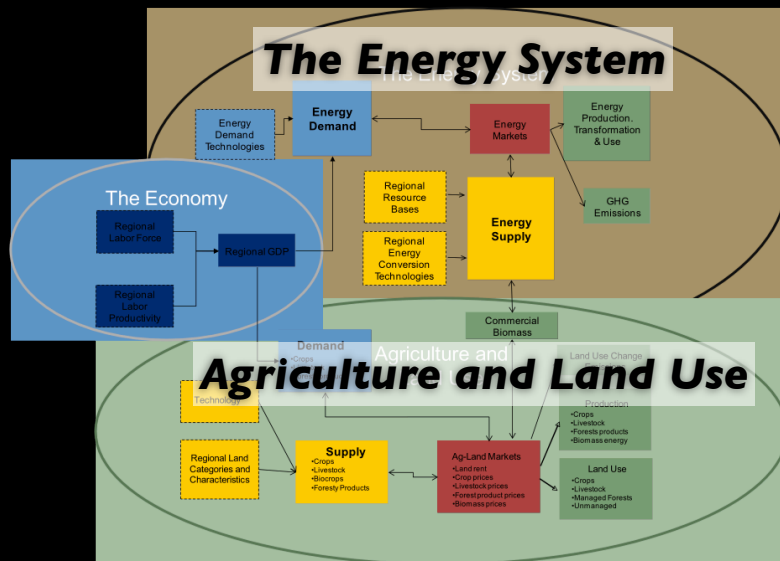 The Energy System
The Energy System
Energy
Demand
Technologies
Energy
Demand
Energy
Markets
Energy
Production,
Transformation
& Use
GHG
Emissions
Regional
Resource
Bases
Energy
Supply
Regional
Energy
Conversion
Technologies
The Economy
Regional
Labor Force
Regional GDP
Regional
Labor
Productivity
Commercial
Biomass
Demand
•Crops
Agriculture and
Agriculture and Land Use
Land Use Change
Technology
Production
•Crops
•Livestock
•Forests products
•Biomass energy
Regional Land
Categories and
Characteristics
Supply
•Crops
•Livestock
•Biocrops
•Foresty Products
Ag-Land Markets
•Land rent
•Crop prices
•Livestock prices
•Forest product prices
•Biomass prices
Land Use
•Crops
•Livestock
•Managed Forests
•Unmanaged